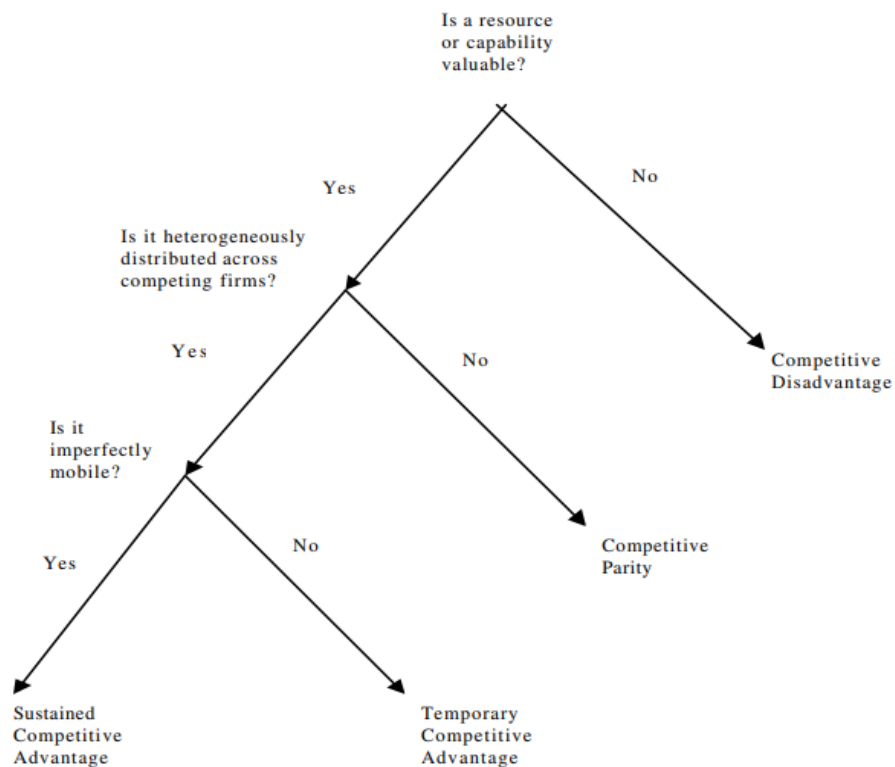 Is a resource
or capability
valuable?
No
Yes
Is it heterogeneously
distributed across
competing firms?
Yes
No
Competitive
Disadvantage
Is it
imperfectly
mobile?
No
Competitive
Parity
Yes
Sustained
Competitive
Advantage
Temporary
Competitive
Advantage